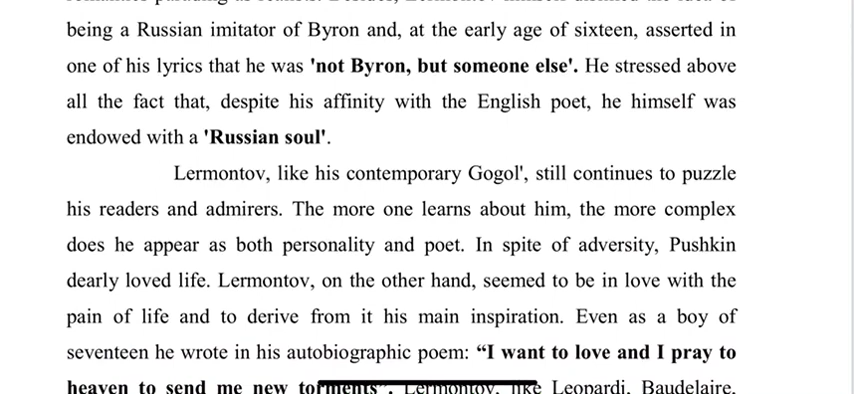 being a Russian imitator of Byron and, at the early age of sixteen, asserted in
one of his lyrics that he was 'not Byron, but someone else'. He stressed above
all the fact that, despite his affinity with the English poet, he himself was
endowed with a 'Russian soul'.
Lermontov, like his contemporary Gogol', still continues to puzzle
his readers and admirers. The more one learns about him, the more complex
does he appear as both personality and poet. In spite of adversity, Pushkin
dearly loved life. Lermontov, on the other hand, seemed to be in love with the
pain of life and to derive from it his main inspiration. Even as a boy of
seventeen he wrote in his autobiographic poem: “I want to love and I pray to
heaven to send me new torments”. Lermontov, like Leopardi, Baudelaire,